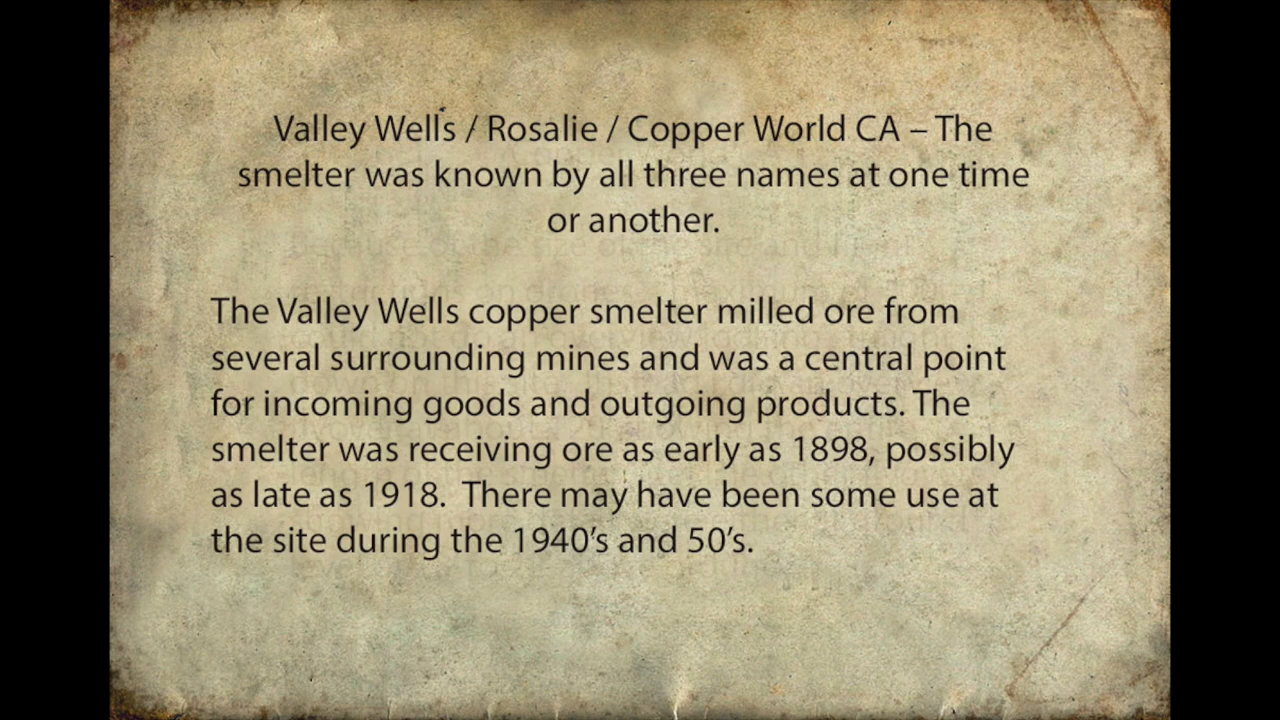 Valley Wells / Rosalie / Copper World CA – The
smelter was known by all three names at one time
or another.
The Valley Wells copper smelter milled ore from
several surrounding mines and was a central point
for incoming goods and outgoing products. The
smelter was receiving ore as early as 1898, possibly
as late as 1918.  There may have been some use at
the site during the 1940’s and 50’s.